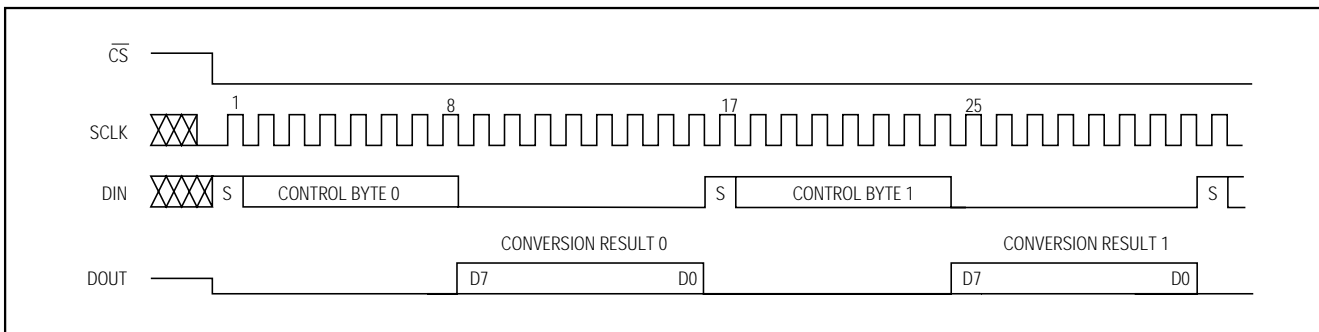 CS
1 8 17 25
SCLK
DIN S CONTROL BYTE 0 S CONTROL BYTE 1 S
CONVERSION RESULT 0 CONVERSION RESULT 1
DOUT D7 D0 D7 D0